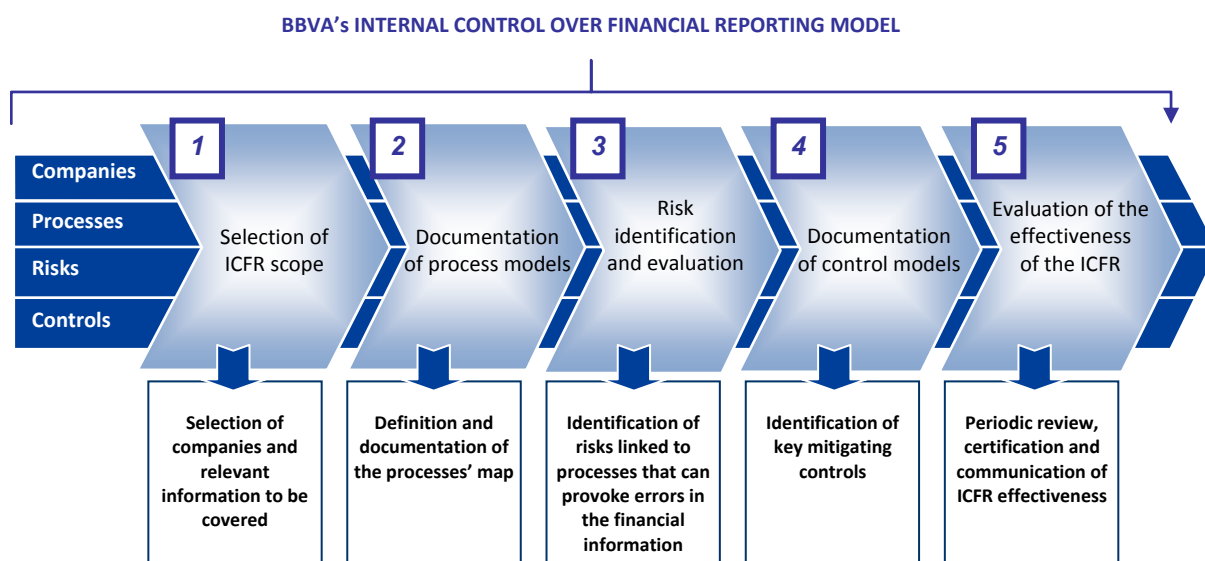 BBVA's INTERNAL CONTROL OVER FINANCIAL REPORTING MODEL
Companies
Processes
Risks
Controls
1
Selection of
ICFR scope
2
Documentation
of process models
3
Risk
identification
and evaluation
4
Documentation
of control models
5
Evaluation of the
effectiveness
of the ICFR
Selection of
companies and
relevant
information to be
covered
Definition and
documentation of
the processes' map
Identification of
risks linked to
processes that can
provoke errors in
the financial
information
Identification of
key mitigating
controls
Periodic review,
certification and
communication of
ICFR effectiveness